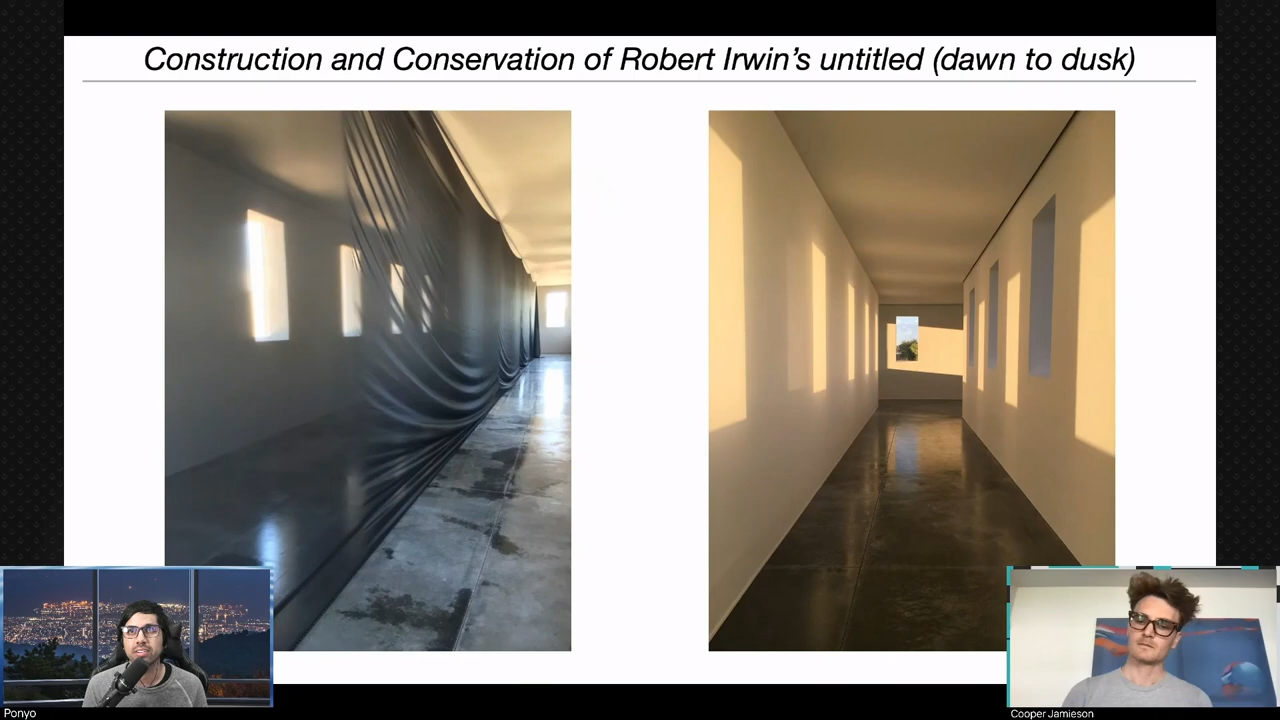 Construction and Conservation of Robert Irwin's untitled (dawn to dusk)
Ponyo
Cooper Jamieson